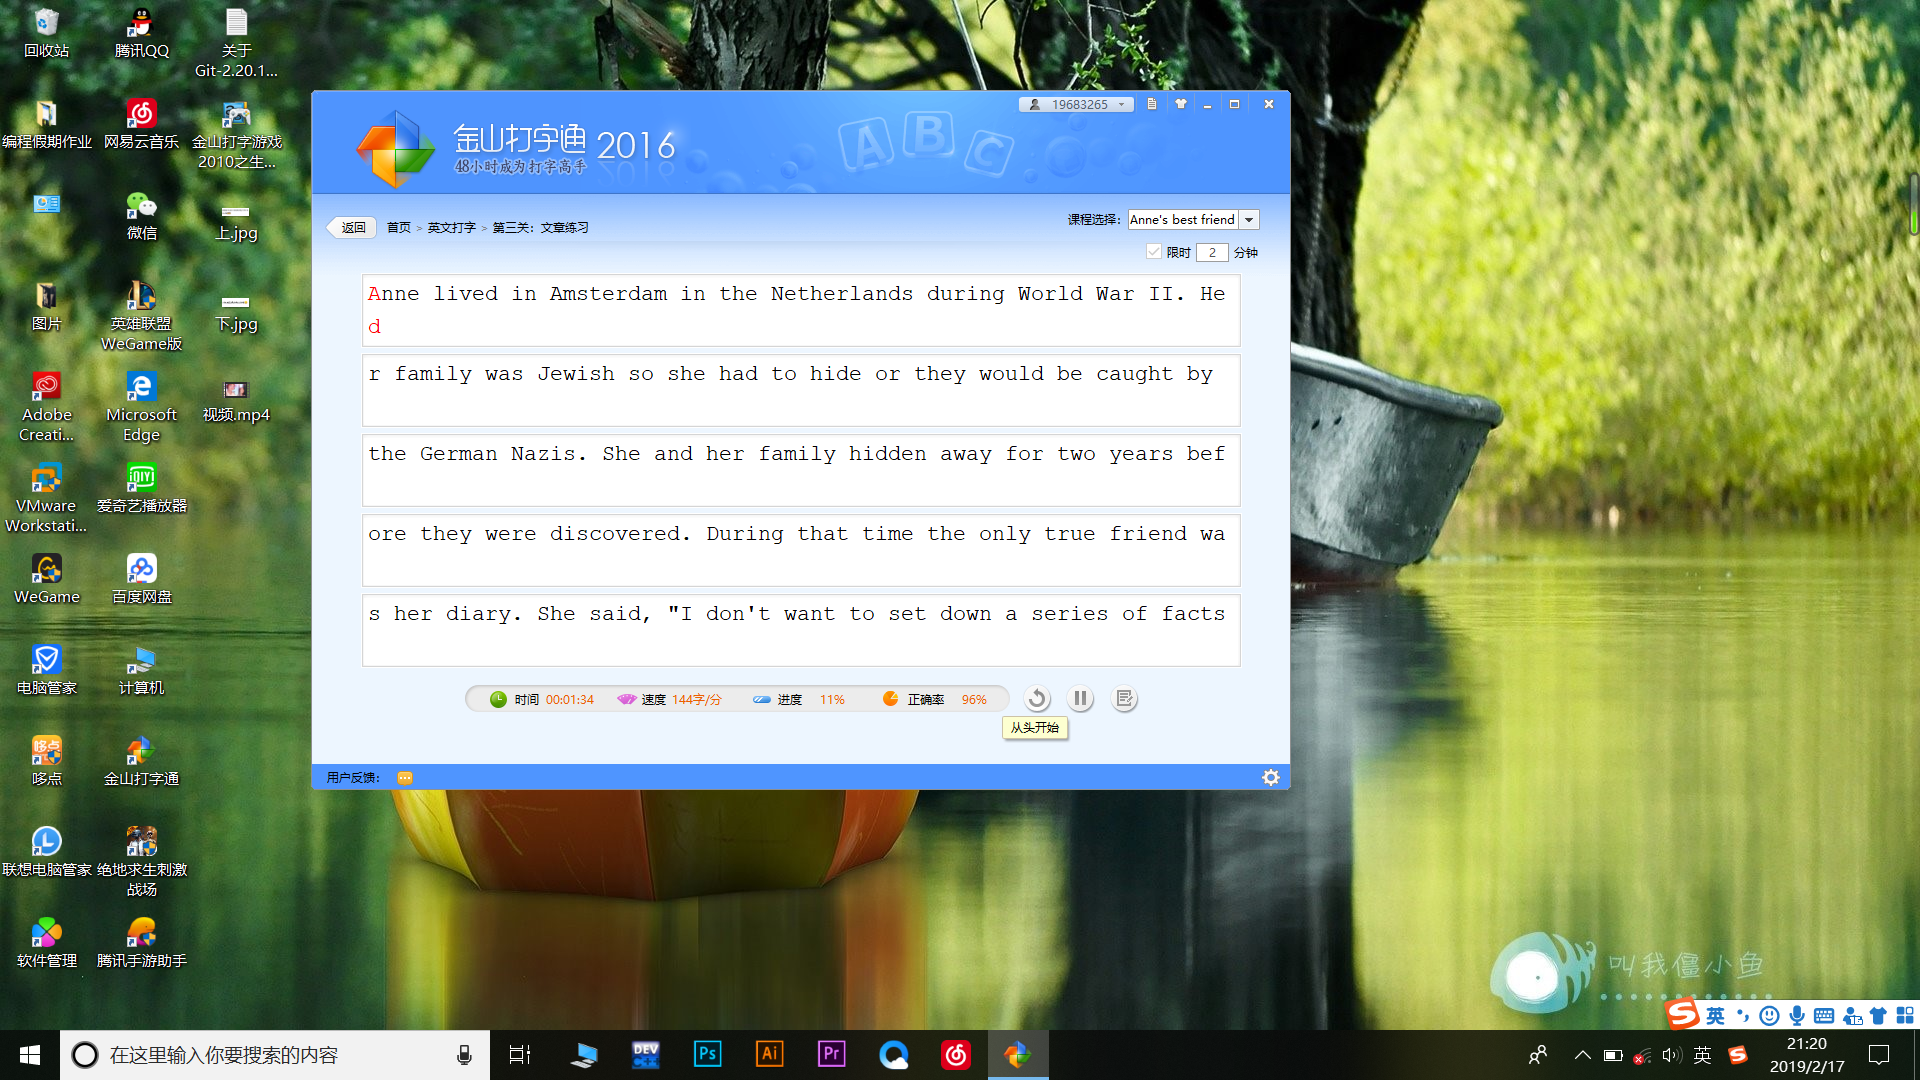 回收站
腾讯QQ
关于
Git-2.20.1...
编程假期作业
网易云音乐
金山打字游戏
2010之生...
微信
上.jpg
图片
英雄联盟
WeGame版
下.jpg
Adobe
Creati...
Microsoft
Edge
视频.mp4
VMware
Workstati...
爱奇艺播放器
WeGame
百度网盘
电脑管家
计算机
哆点
金山打字通
联想电脑管家
绝地求生刺激
战场
软件管理
腾讯手游助手
19683265
金山打字通 2016
48小时成为打字高手
A B C
返回
首页 > 英文打字 > 第三关：文章练习
课程选择： Anne's best friend
限时 2 分钟
Anne lived in Amsterdam in the Netherlands during World War II. He
d
r family was Jewish so she had to hide or they would be caught by
the German Nazis. She and her family hidden away for two years bef
ore they were discovered. During that time the only true friend wa
s her diary. She said, "I don't want to set down a series of facts
时间 00:01:34 速度 144字/分 进度 11% 正确率 96%
从头开始
用户反馈：
叫我僵小鱼
S 英
在这里输入你要搜索的内容
DEV
C++
Ps
Ai
Pr
英
S
21:20
2019/2/17